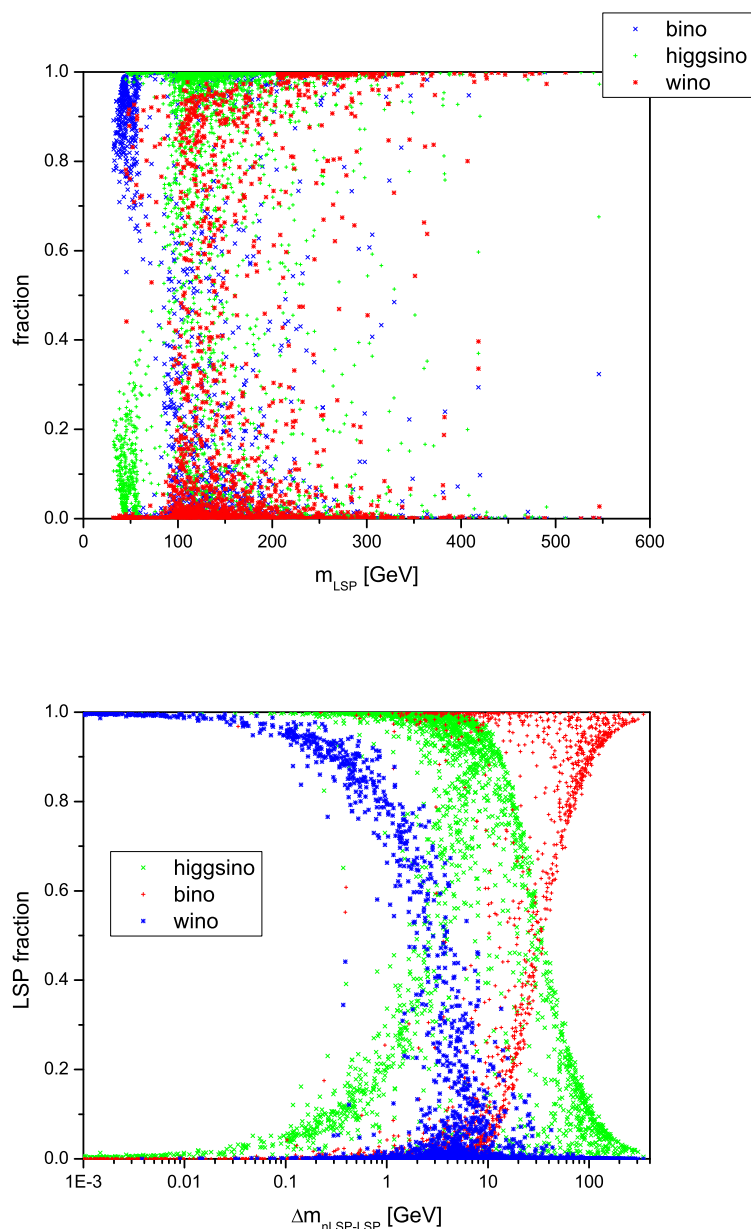 bino
higgsino
wino
1.0
0.8
0.6
0.4
0.2
0.0
fraction
0 100 200 300 400 500 600
m_LSP [GeV]
1.0
0.8
0.6
0.4
0.2
0.0
LSP fraction
higgsino
bino
wino
1E-3 0.01 0.1 1 10 100
Δm_nLSP-LSP [GeV]